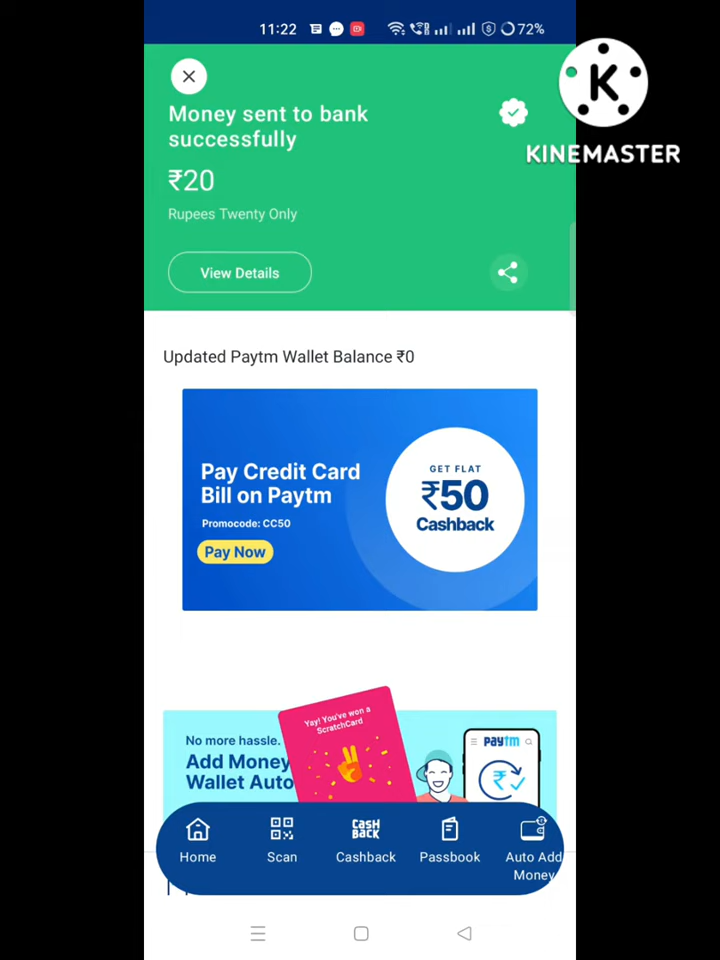 11:22
72%
K
KINEMASTER
Money sent to bank
successfully
₹20
Rupees Twenty Only
View Details
Updated Paytm Wallet Balance ₹0
Pay Credit Card
Bill on Paytm
Promocode: CC50
Pay Now
GET FLAT
₹50
Cashback
Yay! You've won a
ScratchCard
No more hassle.
Add Money
Wallet Auto
paytm
₹
Home
Scan
CASH
BACK
Cashback
Passbook
Auto Add
Money